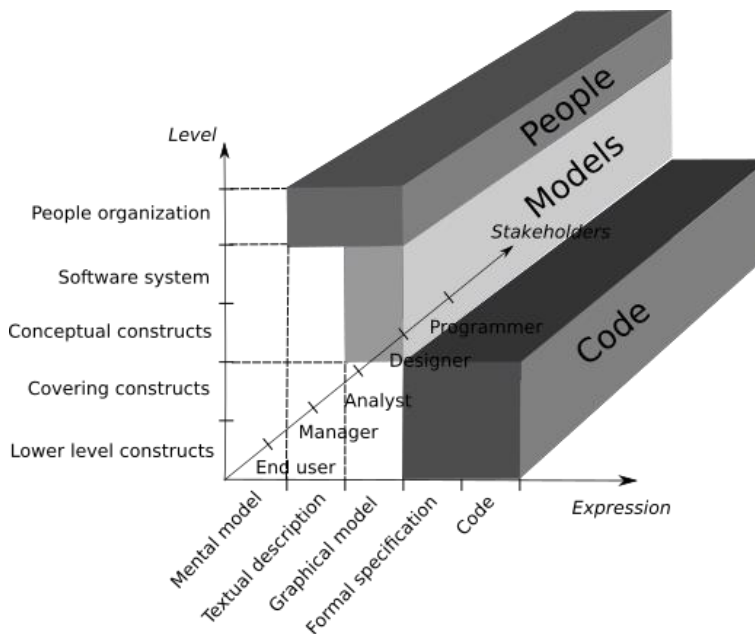 People
Level
Models
People organization
Stakeholders
Software system
Code
Conceptual constructs
Programmer
Designer
Covering constructs
Analyst
Manager
Lower level constructs
End user
Expression
Mental model
Textual description
Graphical model
Formal specification
Code